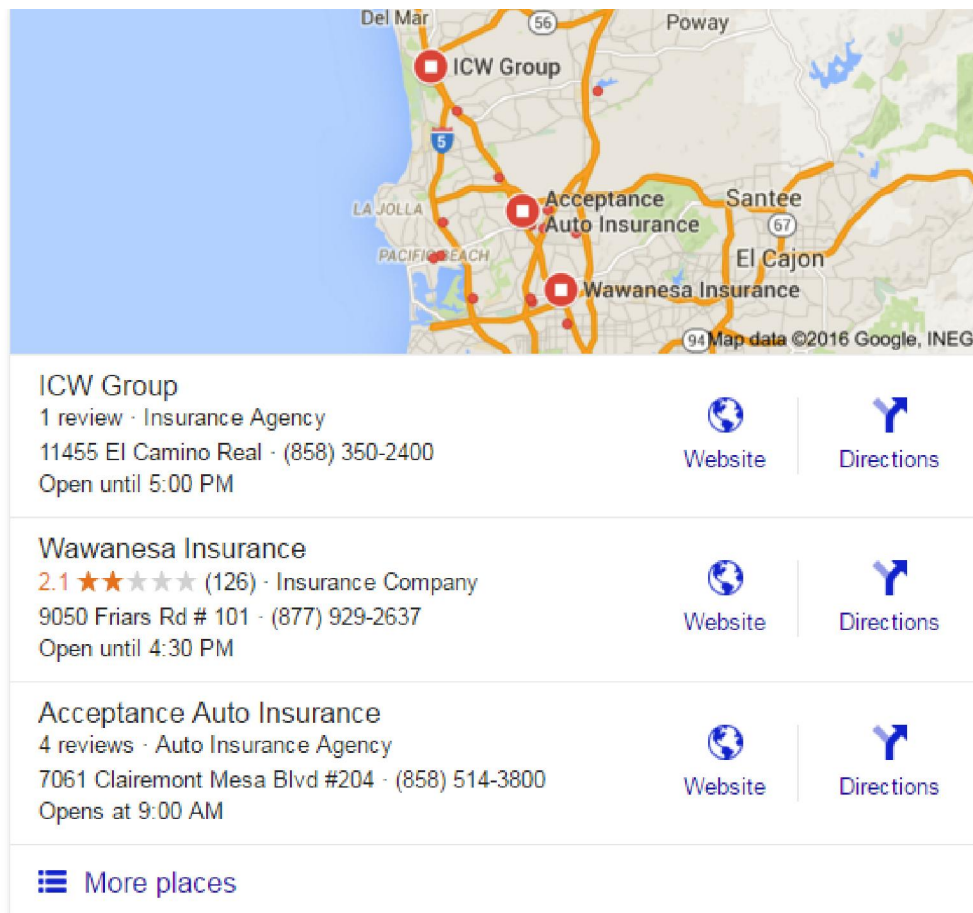 Del Mar
56
Poway
ICW Group
5
LA JOLLA
Acceptance
Auto Insurance
Santee
67
PACIFIC BEACH
El Cajon
Wawanesa Insurance
94
Map data ©2016 Google, INEG
ICW Group
1 review · Insurance Agency
11455 El Camino Real · (858) 350-2400
Open until 5:00 PM
Website
Directions
Wawanesa Insurance
2.1 ★★★★★ (126) · Insurance Company
9050 Friars Rd # 101 · (877) 929-2637
Open until 4:30 PM
Website
Directions
Acceptance Auto Insurance
4 reviews · Auto Insurance Agency
7061 Clairemont Mesa Blvd #204 · (858) 514-3800
Opens at 9:00 AM
Website
Directions
More places